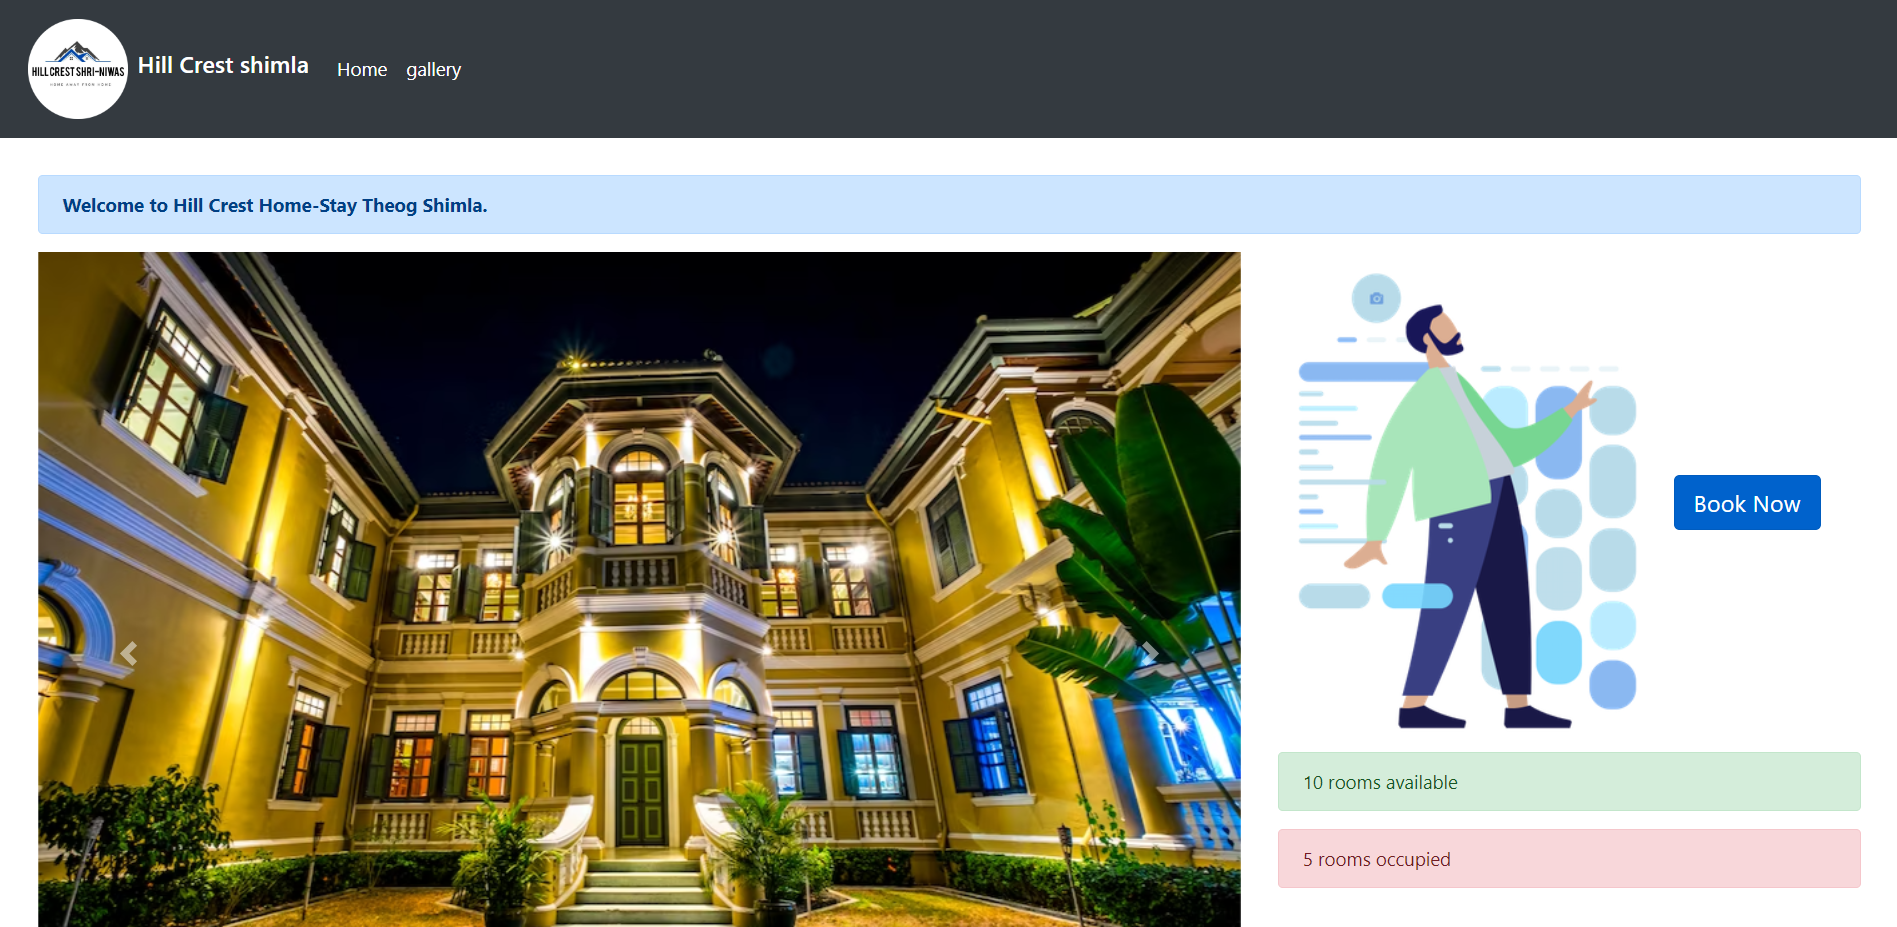 HILL CREST SHRI-NIWAS
HOME AWAY FROM HOME
Hill Crest shimla
Home
gallery
Welcome to Hill Crest Home-Stay Theog Shimla.
Book Now
10 rooms available
5 rooms occupied